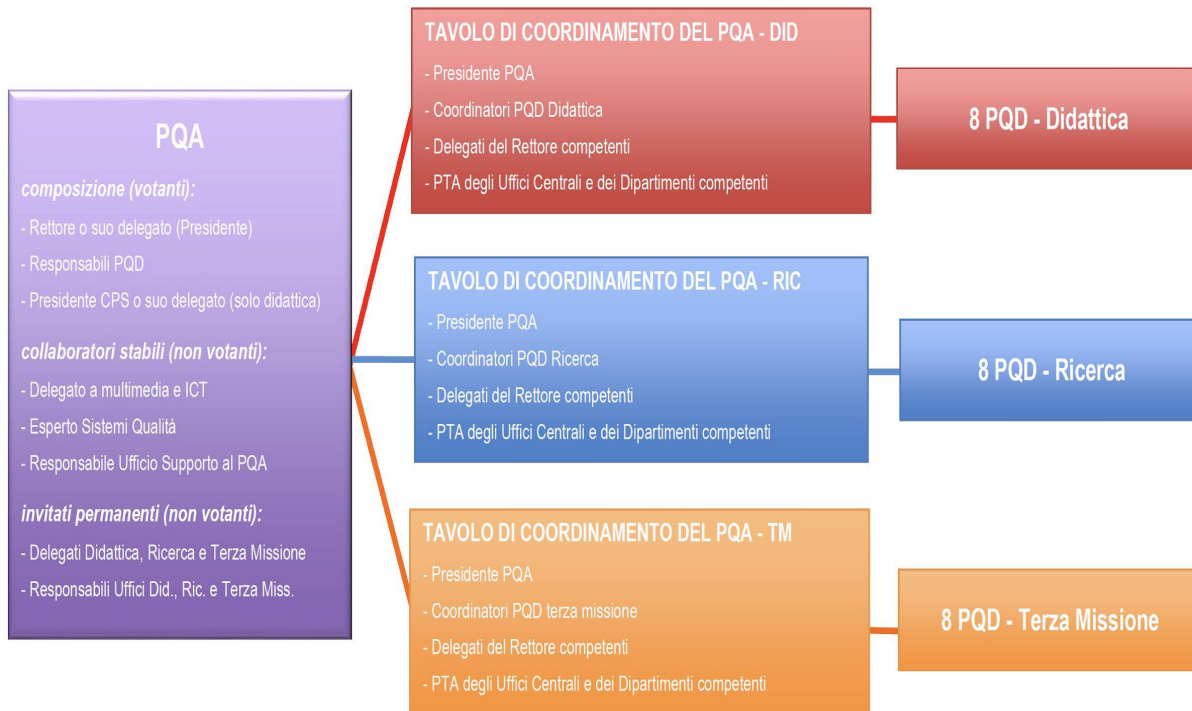 PQA
composizione (votanti):
- Rettore o suo delegato (Presidente)
- Responsabili PQD
- Presidente CPS o suo delegato (solo didattica)
collaboratori stabili (non votanti):
- Delegato a multimedia e ICT
- Esperto Sistemi Qualità
- Responsabile Ufficio Supporto al PQA
invitati permanenti (non votanti):
- Delegati Didattica, Ricerca e Terza Missione
- Responsabili Uffici Did., Ric. e Terza Miss.
TAVOLO DI COORDINAMENTO DEL PQA - DID
- Presidente PQA
- Coordinatori PQD Didattica
- Delegati del Rettore competenti
- PTA degli Uffici Centrali e dei Dipartimenti competenti
8 PQD - Didattica
TAVOLO DI COORDINAMENTO DEL PQA - RIC
- Presidente PQA
- Coordinatori PQD Ricerca
- Delegati del Rettore competenti
- PTA degli Uffici Centrali e dei Dipartimenti competenti
8 PQD - Ricerca
TAVOLO DI COORDINAMENTO DEL PQA - TM
- Presidente PQA
- Coordinatori PQD terza missione
- Delegati del Rettore competenti
- PTA degli Uffici Centrali e dei Dipartimenti competenti
8 PQD - Terza Missione